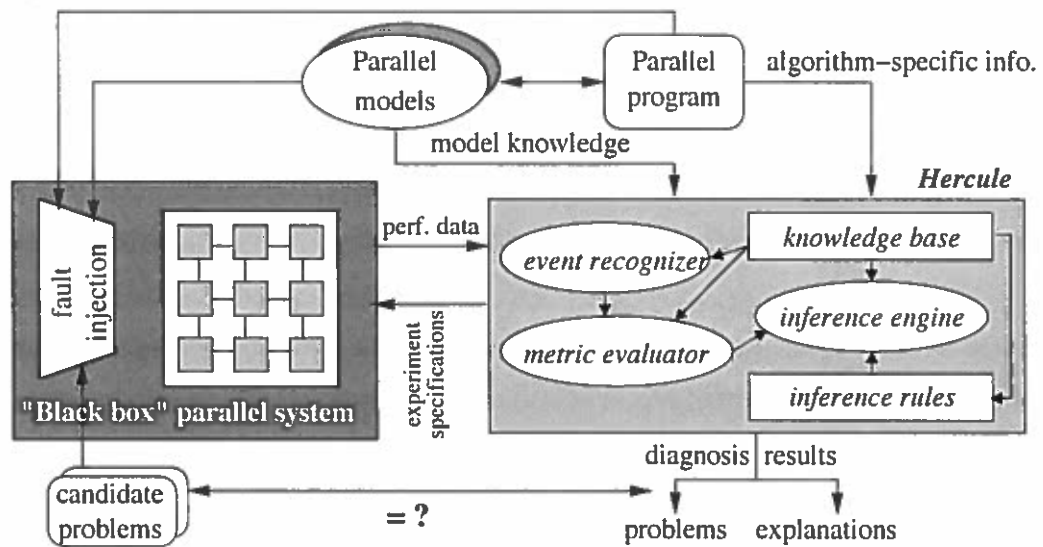 Parallel
models
Parallel
program
algorithm–specific info.
model knowledge
Hercule
fault
injection
perf. data
event recognizer
knowledge base
inference engine
metric evaluator
inference rules
experiment
specifications
"Black box" parallel system
diagnosis results
candidate
problems
= ?
problems
explanations